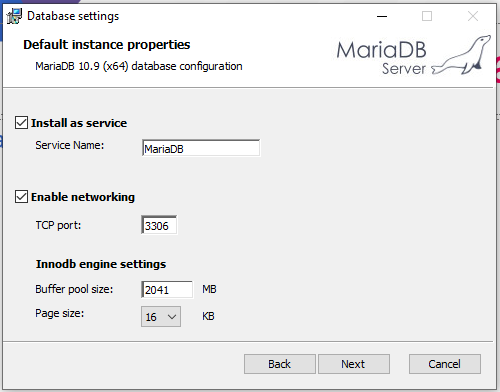 Database settings
Default instance properties
MariaDB 10.9 (x64) database configuration
MariaDB
Server
Install as service
Service Name: MariaDB
Enable networking
TCP port: 3306
Innodb engine settings
Buffer pool size: 2041 MB
Page size: 16 KB
Back Next Cancel